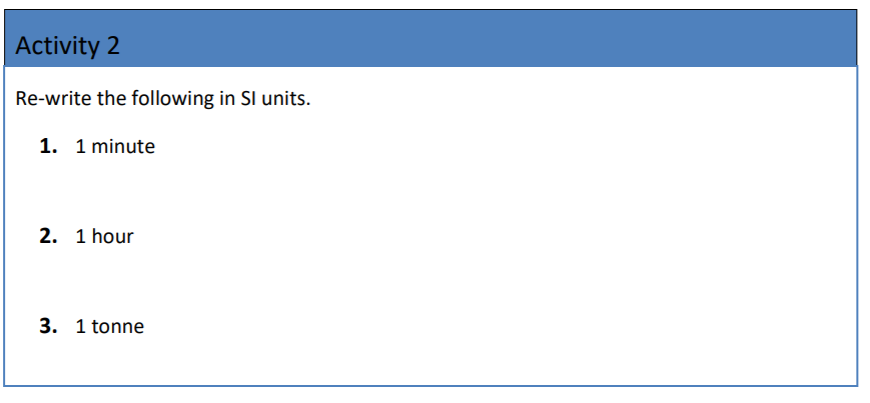 Activity 2
Re-write the following in SI units.
1. 1 minute
2. 1 hour
3. 1 tonne